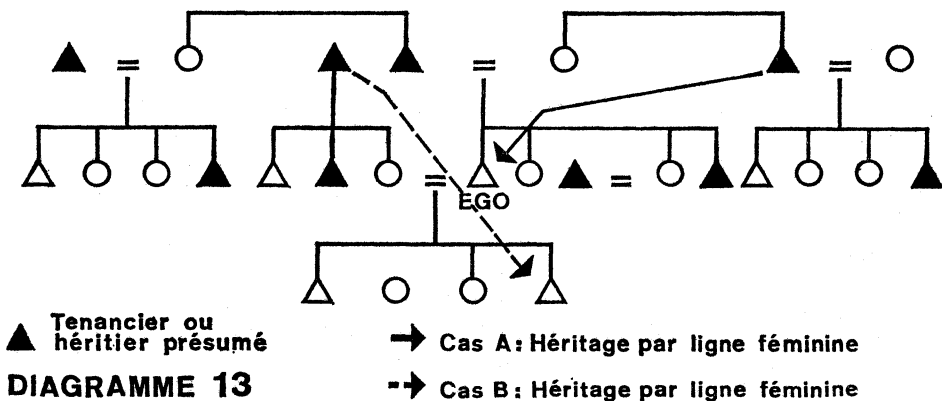 EGO
Tenancier ou
héritier présumé
Cas A: Héritage par ligne féminine
DIAGRAMME 13
Cas B: Héritage par ligne féminine